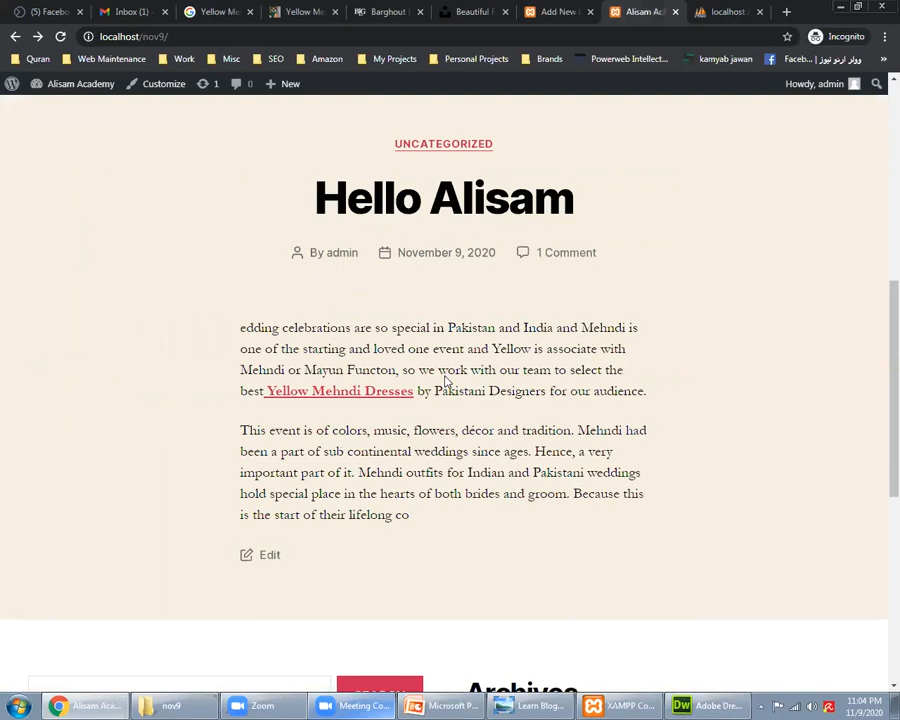 (5) Facebo
Inbox (1) -
Yellow Me
Yellow Me
Barghout
Beautiful F
Add New
Alisam Ac
localhost
localhost/nov9/
Incognito
Quran
Web Maintenance
Work
Misc
SEO
Amazon
My Projects
Personal Projects
Brands
Powerweb Intellect...
kamyab jawan
Faceb... | وولر اردو نیوز
Alisam Academy
Customize
1
0
New
Howdy, admin
UNCATEGORIZED
Hello Alisam
By admin
November 9, 2020
1 Comment
edding celebrations are so special in Pakistan and India and Mehndi is
one of the starting and loved one event and Yellow is associate with
Mehndi or Mayun Functon, so we work with our team to select the
best Yellow Mehndi Dresses by Pakistani Designers for our audience.
This event is of colors, music, flowers, décor and tradition. Mehndi had
been a part of sub continental weddings since ages. Hence, a very
important part of it. Mehndi outfits for Indian and Pakistani weddings
hold special place in the hearts of both brides and groom. Because this
is the start of their lifelong co
Edit
SEARCH
Archives
Alisam Aca...
nov9
Zoom
Meeting Co...
Microsoft P...
Learn Blog...
XAMPP Co...
Adobe Dre...
11:04 PM
11/9/2020